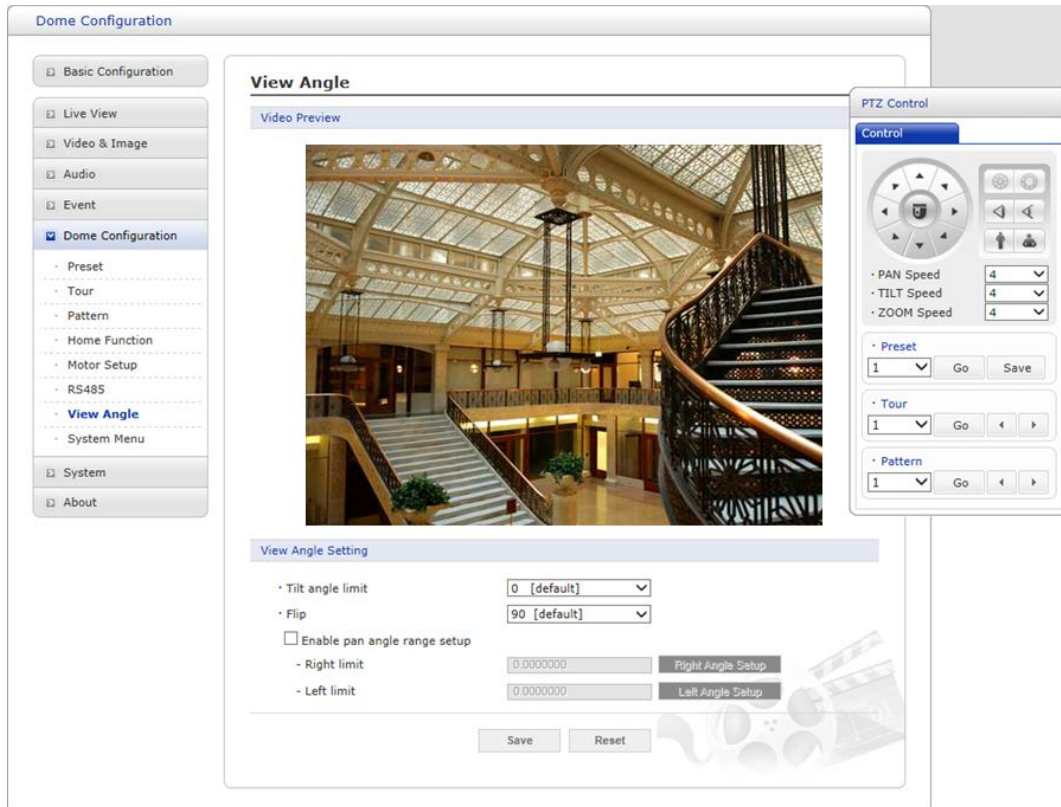 Dome Configuration
Basic Configuration
Live View
Video & Image
Audio
Event
Dome Configuration
· Preset
· Tour
· Pattern
· Home Function
· Motor Setup
· RS485
· View Angle
· System Menu
System
About
View Angle
Video Preview
View Angle Setting
· Tilt angle limit 0 [default]
· Flip 90 [default]
Enable pan angle range setup
- Right limit 0.0000000 Right Angle Setup
- Left limit 0.0000000 Left Angle Setup
Save Reset
PTZ Control
Control
· PAN Speed 4
· TILT Speed 4
· ZOOM Speed 4
· Preset
1 Go Save
· Tour
1 Go
· Pattern
1 Go